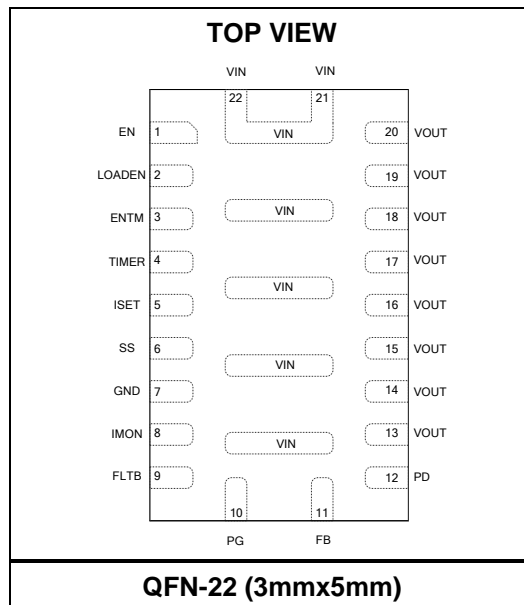 TOP VIEW
VIN VIN
22 21
VIN
EN 1 20 VOUT
LOADEN 2 19 VOUT
VIN
ENTM 3 18 VOUT
TIMER 4 17 VOUT
VIN
ISET 5 16 VOUT
SS 6 15 VOUT
VIN
GND 7 14 VOUT
IMON 8 13 VOUT
VIN
FLTB 9 12 PD
10 11
PG FB
QFN-22 (3mmx5mm)